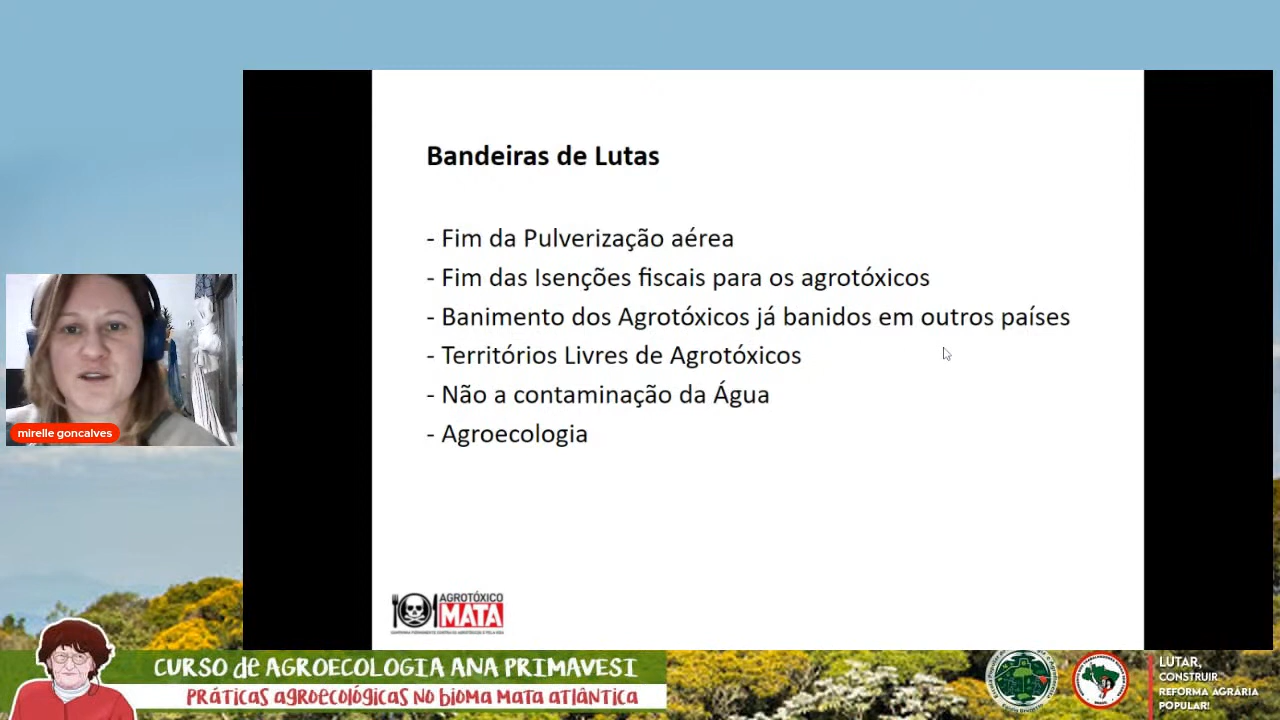 Bandeiras de Lutas
- Fim da Pulverização aérea
- Fim das Isenções fiscais para os agrotóxicos
- Banimento dos Agrotóxicos já banidos em outros países
- Territórios Livres de Agrotóxicos
- Não a contaminação da Água
- Agroecologia
mirelle goncalves
AGROTÓXICO
MATA
CURSO de AGROECOLOGIA ANA PRIMAVESI
PRÁTICAS AGROECOLÓGICAS NO BIOMA MATA ATLÂNTICA
LUTAR,
CONSTRUIR
REFORMA AGRÁRIA
POPULAR!